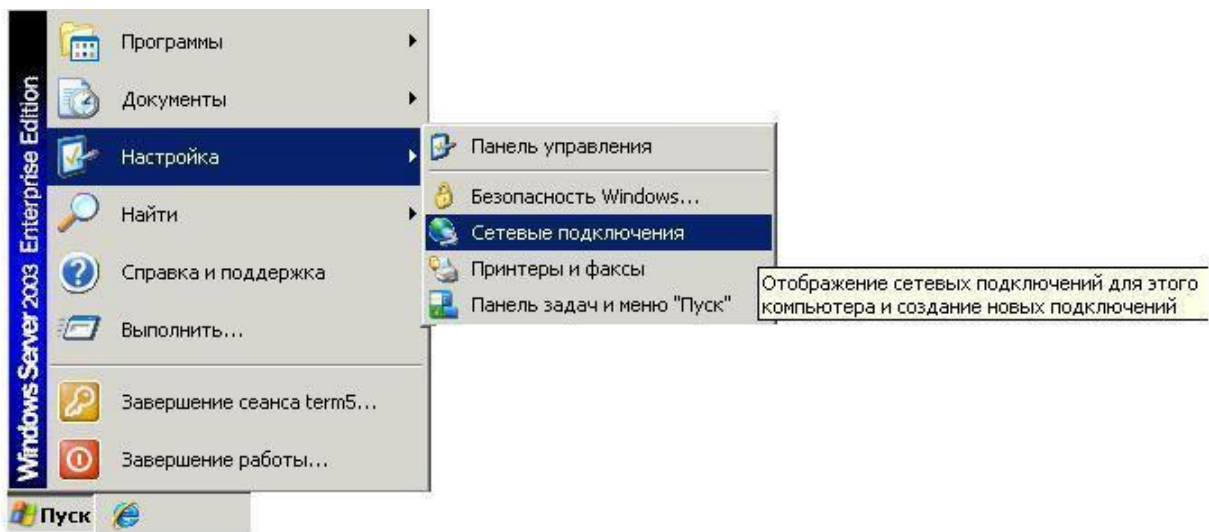 Windows Server 2003 Enterprise Edition
Программы
Документы
Настройка
Найти
Справка и поддержка
Выполнить...
Завершение сеанса term5...
Завершение работы...
Панель управления
Безопасность Windows...
Сетевые подключения
Принтеры и факсы
Панель задач и меню "Пуск"
Отображение сетевых подключений для этого
компьютера и создание новых подключений
Пуск